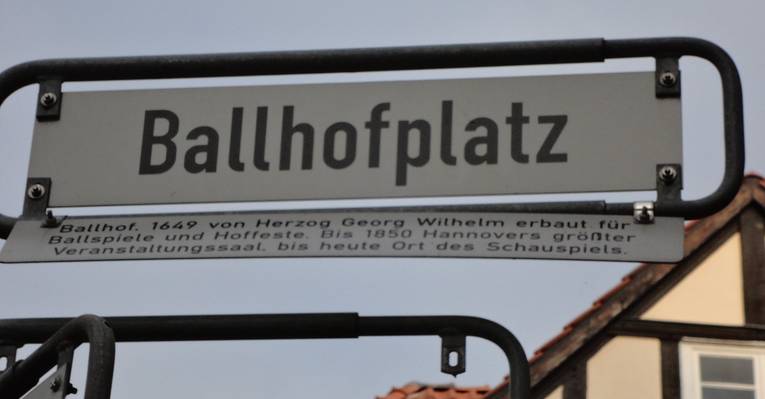 Ballhofplatz
Ballhof, 1649 von Herzog Georg Wilhelm erbaut für
Ballspiele und Hoffeste. Bis 1850 Hannovers größter
Veranstaltungssaal, bis heute Ort des Schauspiels.